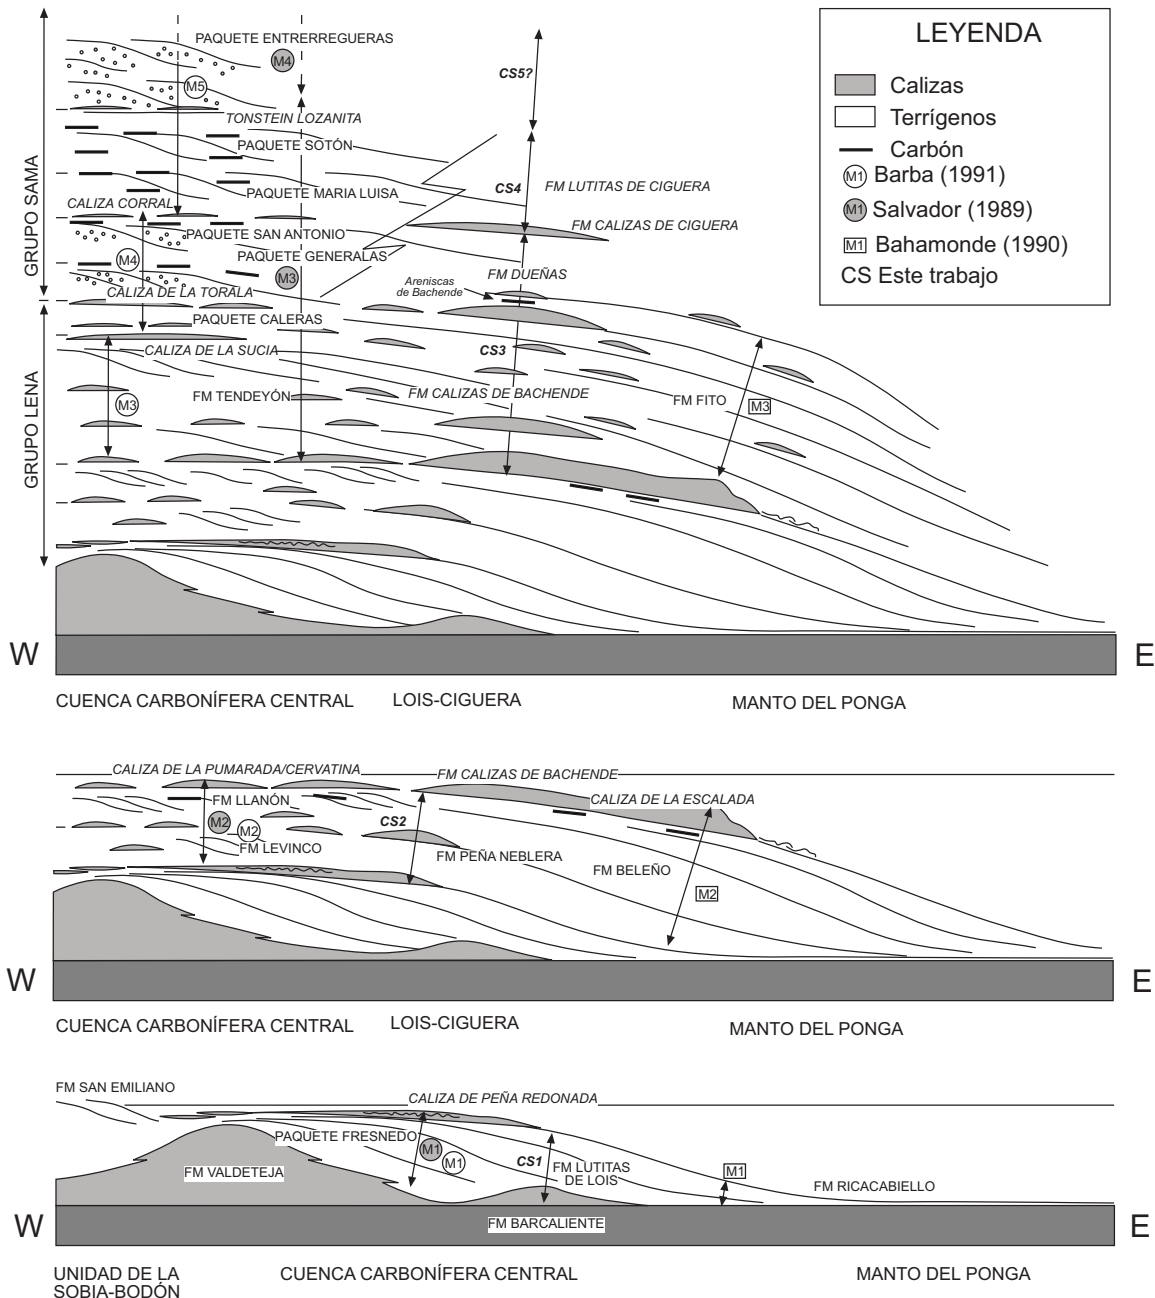 LEYENDA
Calizas
Terrígenos
Carbón
M1 Barba (1991)
M1 Salvador (1989)
M1 Bahamonde (1990)
CS Este trabajo
GRUPO SAMA
GRUPO LENA
PAQUETE ENTRERREGUERAS
M4
M5
CS5?
TONSTEIN LOZANITA
PAQUETE SOTÓN
PAQUETE MARIA LUISA
CS4
FM LUTITAS DE CIGUERA
CALIZA CORRAL
FM CALIZAS DE CIGUERA
PAQUETE SAN ANTONIO
PAQUETE GENERALAS
M4
M3
FM DUEÑAS
Areniscas
de Bachende
CALIZA DE LA TORALA
PAQUETE CALERAS
CALIZA DE LA SUCIA
CS3
FM TENDEYÓN
FM CALIZAS DE BACHENDE
FM FITO
M3
M3
W
E
CUENCA CARBONÍFERA CENTRAL
LOIS-CIGUERA
MANTO DEL PONGA
CALIZA DE LA PUMARADA/CERVATINA
FM CALIZAS DE BACHENDE
FM LLANÓN
CALIZA DE LA ESCALADA
M2
M2
CS2
FM LEVINCO
FM PEÑA NEBLERA
FM BELEÑO
M2
W
E
CUENCA CARBONÍFERA CENTRAL
LOIS-CIGUERA
MANTO DEL PONGA
FM SAN EMILIANO
CALIZA DE PEÑA REDONADA
PAQUETE FRESNEDO
M1
M1
CS1
FM LUTITAS
DE LOIS
M1
FM VALDETEJA
FM RICACABIELLO
W
FM BARCALIENTE
E
UNIDAD DE LA
SOBIA-BODÓN
CUENCA CARBONÍFERA CENTRAL
MANTO DEL PONGA